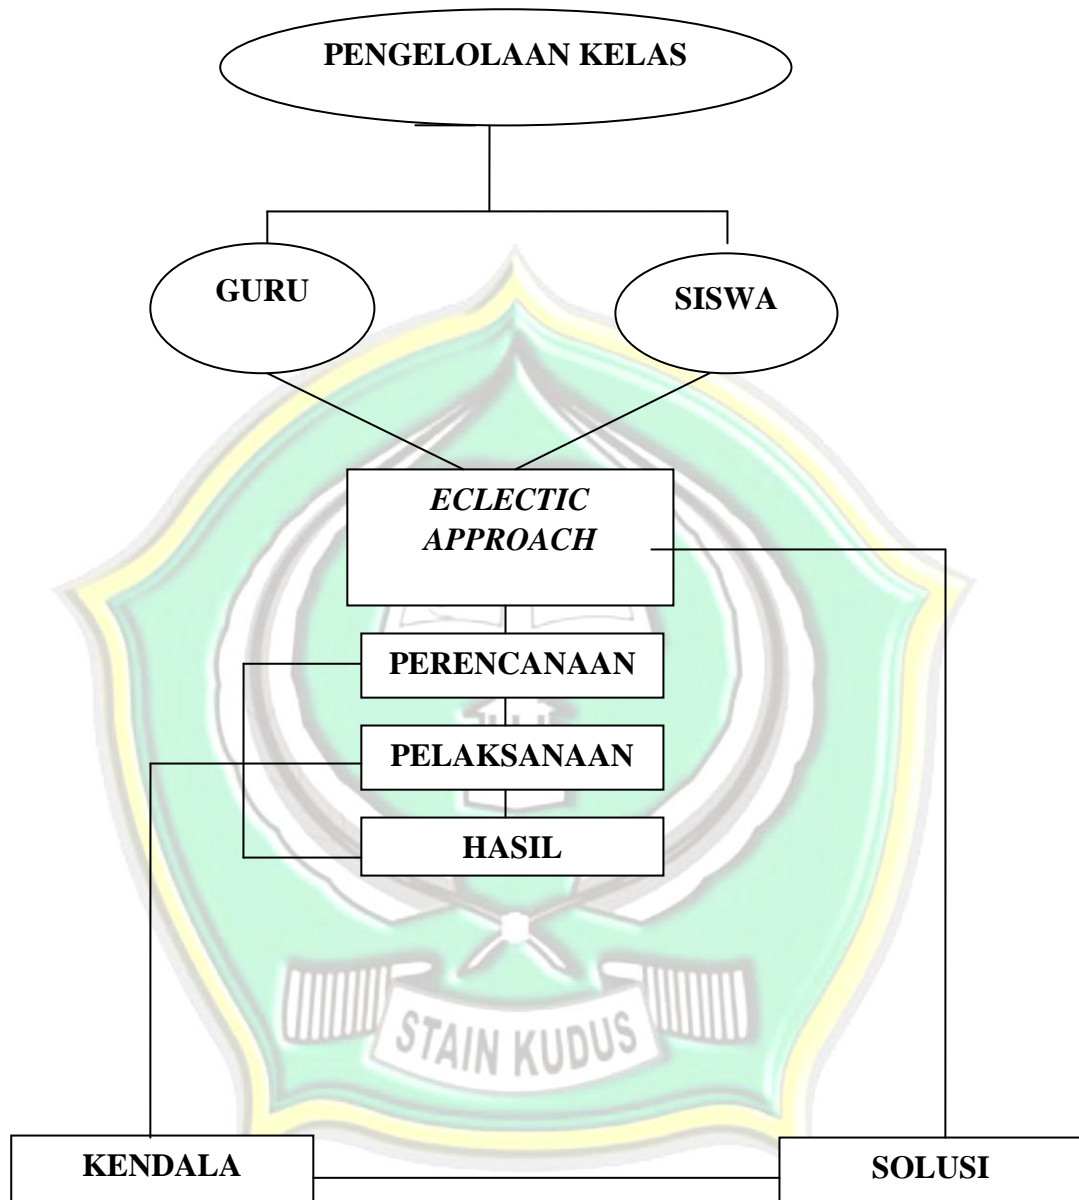 PENGELOLAAN KELAS
GURU
SISWA
ECLECTIC
APPROACH
PERENCANAAN
PELAKSANAAN
HASIL
STAIN KUDUS
KENDALA
SOLUSI